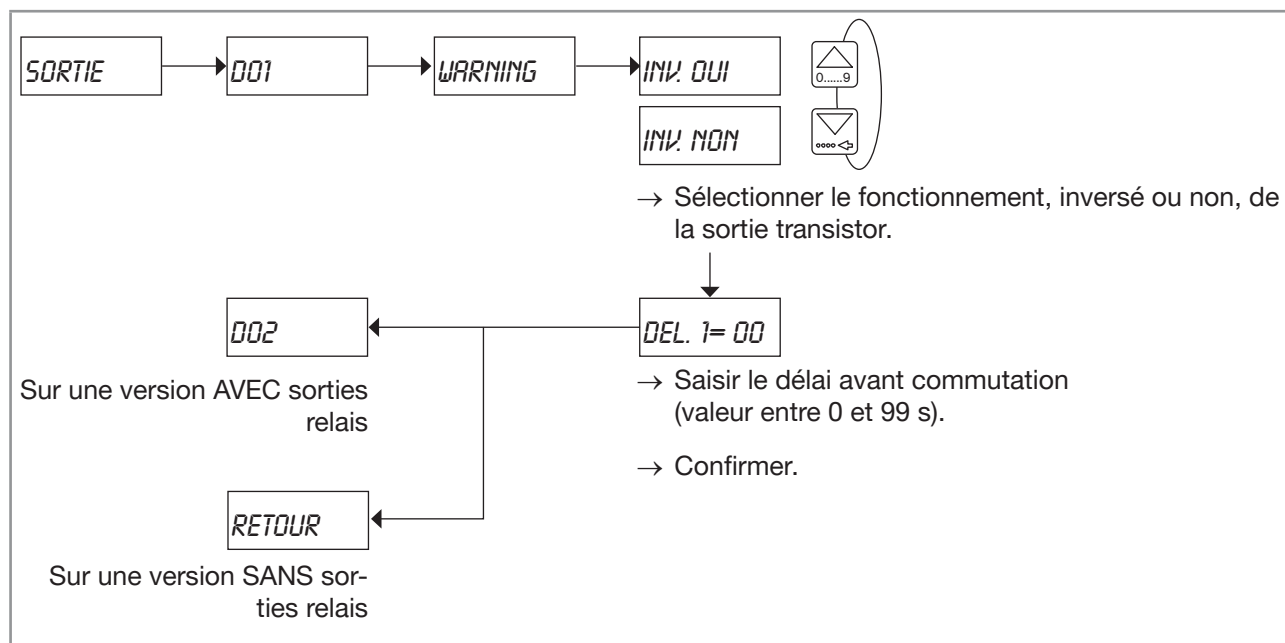 SORTIE
DO1
WARNING
INV. OUI
0......9
INV. NON
→ Sélectionner le fonctionnement, inversé ou non, de
la sortie transistor.
DO2
DEL. 1= 00
Sur une version AVEC sorties
relais
→ Saisir le délai avant commutation
(valeur entre 0 et 99 s).
→ Confirmer.
RETOUR
Sur une version SANS sor-
ties relais